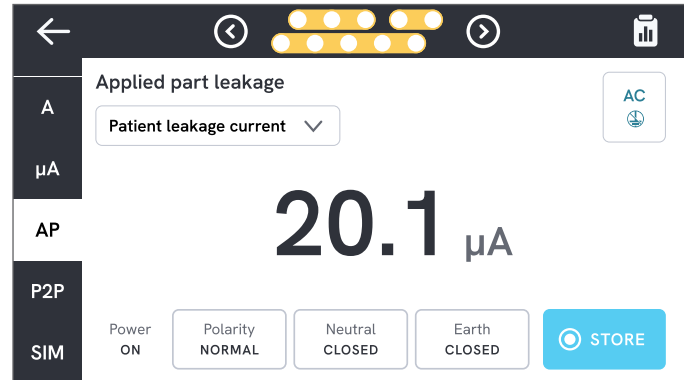 Applied part leakage
AC
Patient leakage current
A
µA
AP
P2P
SIM
20.1 µA
Power
ON
Polarity
NORMAL
Neutral
CLOSED
Earth
CLOSED
STORE